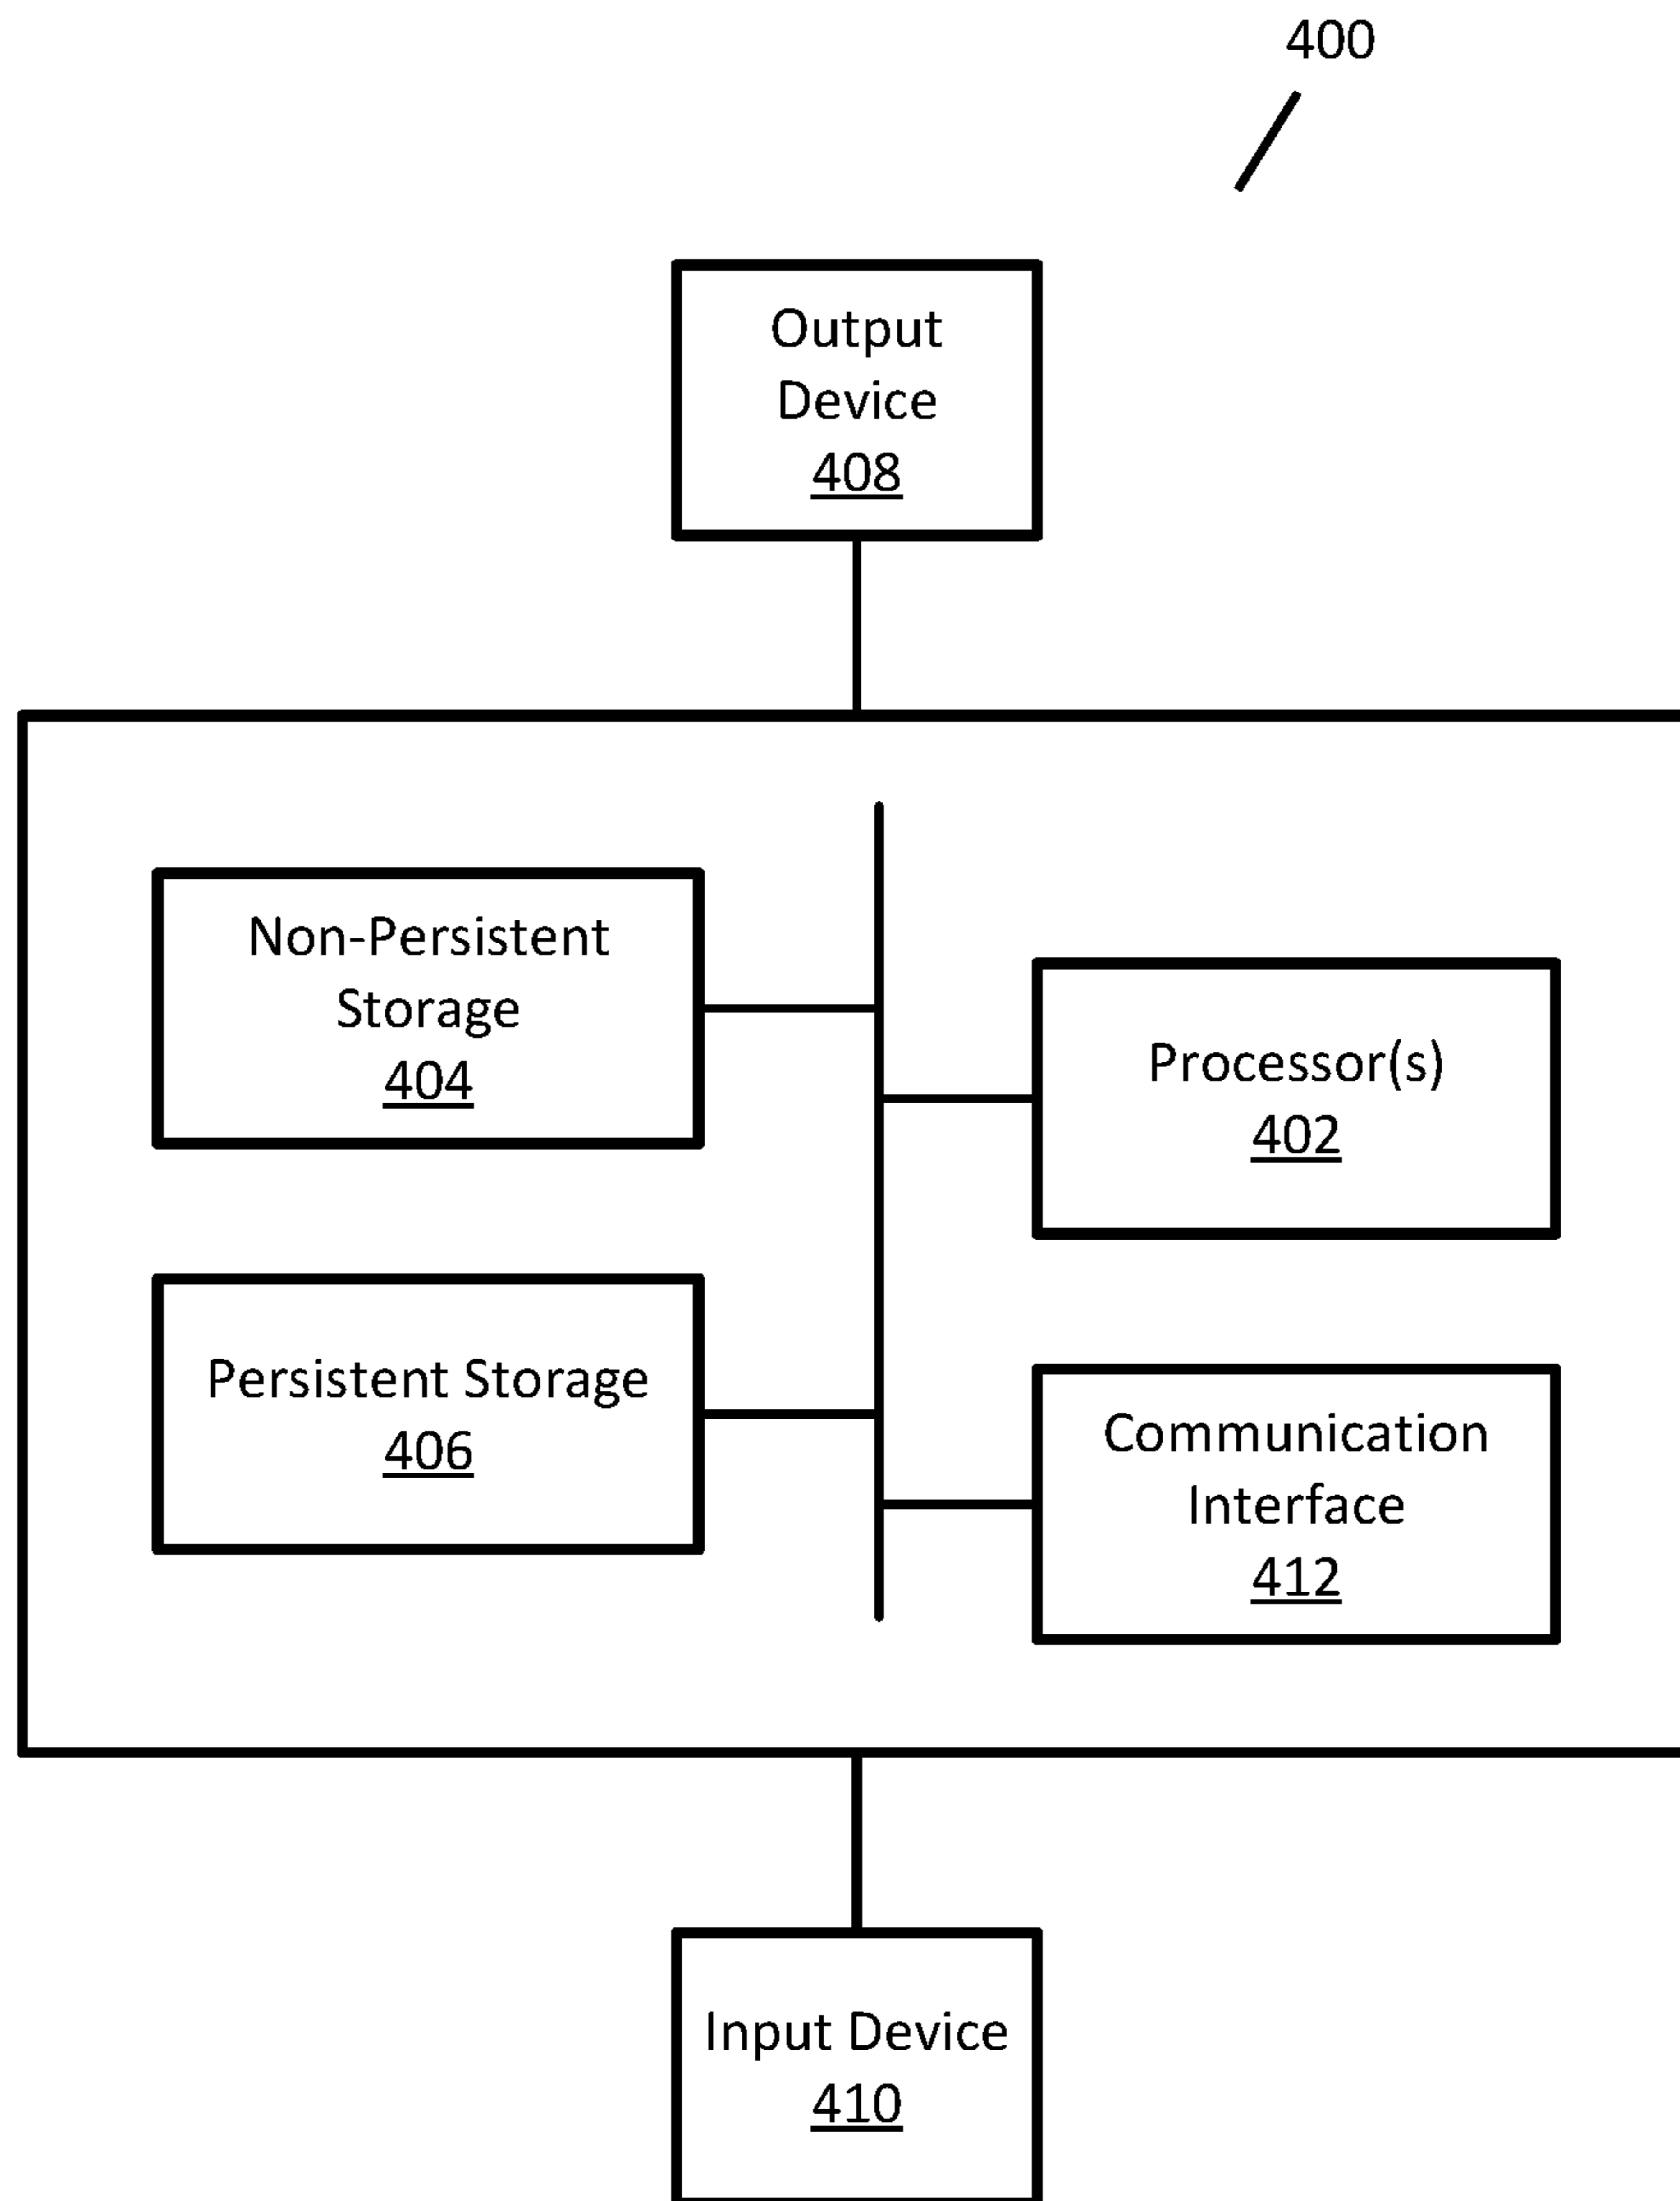 400
Output
Device
408
Non-Persistent
Storage
404
Processor(s)
402
Persistent Storage
406
Communication
Interface
412
Input Device
410